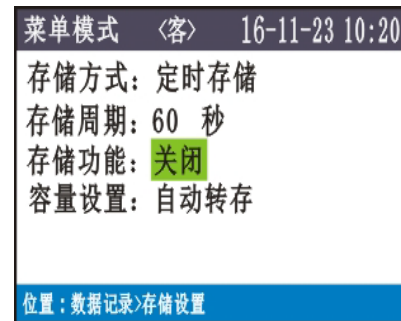 菜单模式 〈客〉 16-11-23 10:20
存储方式：定时存储
存储周期：60 秒
存储功能：关闭
容量设置：自动转存
位置：数据记录>存储设置